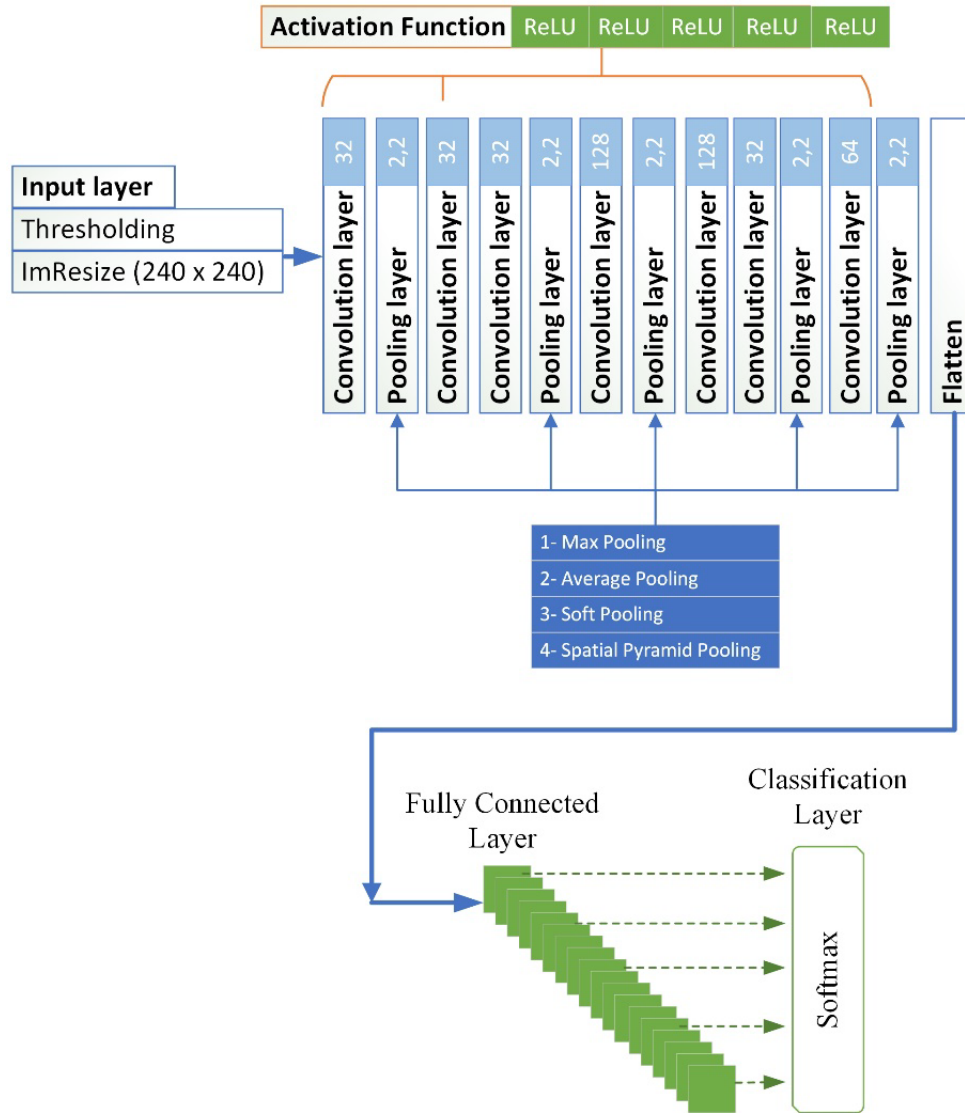 Activation Function ReLU ReLU ReLU ReLU ReLU
Input layer
Thresholding
ImResize (240 x 240)
32 Convolution layer
2,2 Pooling layer
32 Convolution layer
32 Convolution layer
2,2 Pooling layer
128 Convolution layer
2,2 Pooling layer
128 Convolution layer
32 Convolution layer
2,2 Pooling layer
64 Convolution layer
2,2 Pooling layer
Flatten
1- Max Pooling
2- Average Pooling
3- Soft Pooling
4- Spatial Pyramid Pooling
Fully Connected
Layer
Classification
Layer
Softmax